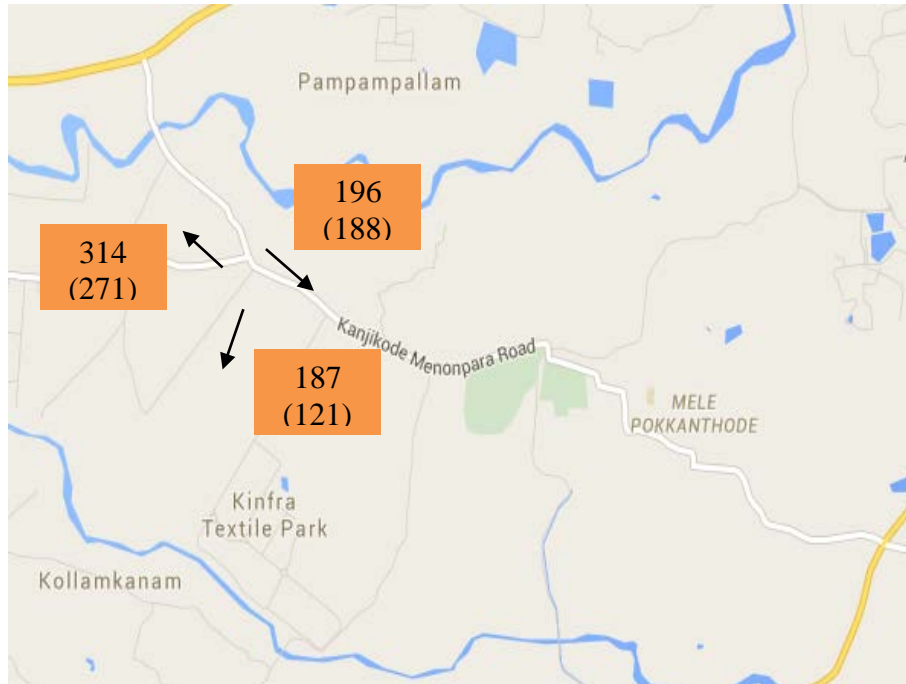 Pampampallam
196
(188)
314
(271)
Kanjikode Menonpara Road
187
(121)
MELE
POKKANTHODE
Kinfra
Textile Park
Kollamkanam